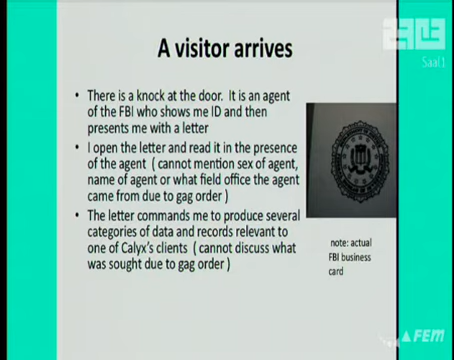 A visitor arrives
Saal1
• There is a knock at the door. It is an agent
of the FBI who shows me ID and then
presents me with a letter
• I open the letter and read it in the presence
of the agent ( cannot mention sex of agent,
name of agent or what field office the agent
came from due to gag order )
• The letter commands me to produce several
categories of data and records relevant to
one of Calyx's clients ( cannot discuss what
was sought due to gag order )
note: actual
FBI business
card
FEM